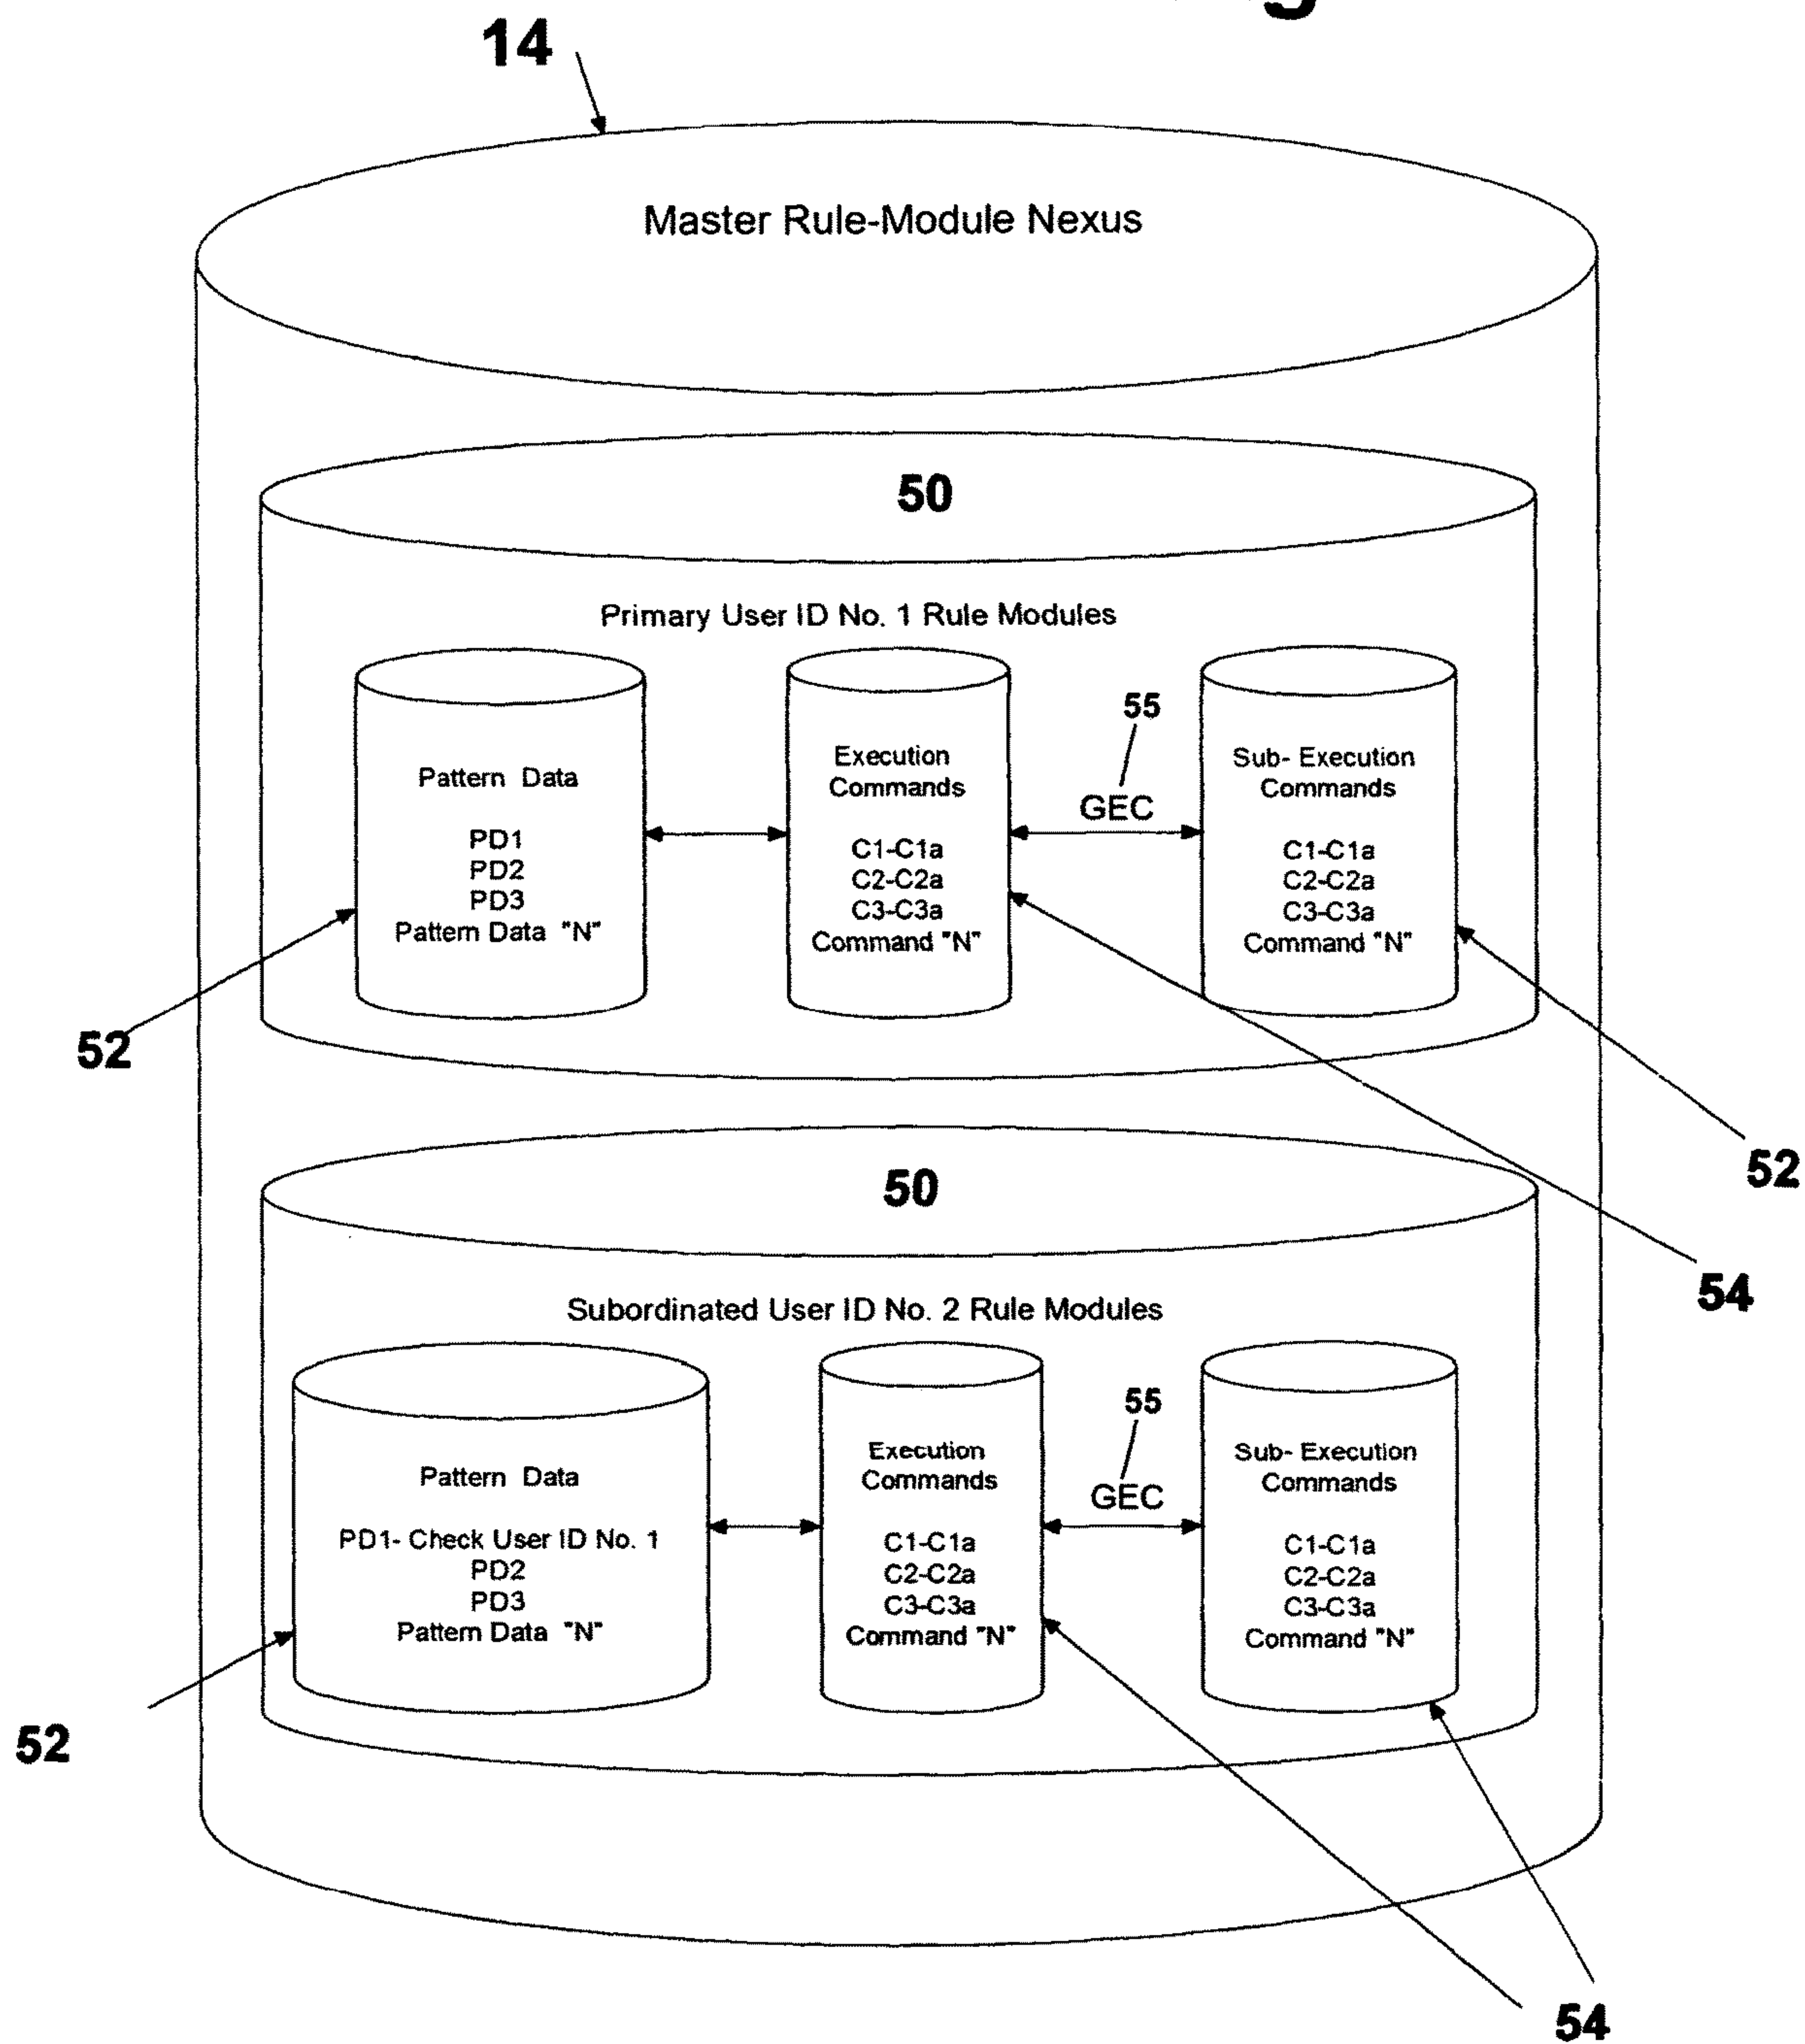 14
Master Rule-Module Nexus
50
Primary User ID No. 1 Rule Modules
Pattern Data
PD1
PD2
PD3
Pattern Data "N"
Execution
Commands
C1-C1a
C2-C2a
C3-C3a
Command "N"
55
GEC
Sub- Execution
Commands
C1-C1a
C2-C2a
C3-C3a
Command "N"
52
52
54
50
Subordinated User ID No. 2 Rule Modules
Pattern Data
PD1- Check User ID No. 1
PD2
PD3
Pattern Data "N"
Execution
Commands
C1-C1a
C2-C2a
C3-C3a
Command "N"
55
GEC
Sub- Execution
Commands
C1-C1a
C2-C2a
C3-C3a
Command "N"
52
54